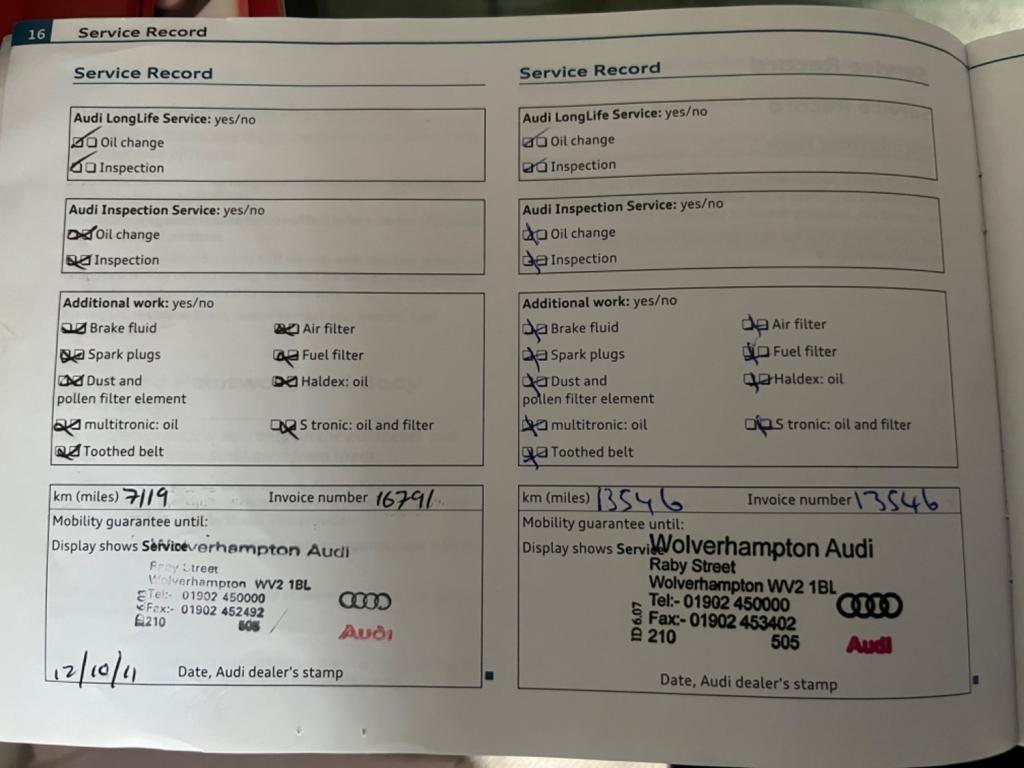 16 Service Record
Service Record
Audi LongLife Service: yes/no
Oil change
Inspection
Audi Inspection Service: yes/no
Oil change
Inspection
Additional work: yes/no
Brake fluid Air filter
Spark plugs Fuel filter
Dust and Haldex: oil
pollen filter element
multitronic: oil S tronic: oil and filter
Toothed belt
km (miles) 7119 Invoice number 16791
Mobility guarantee until:
Display shows Service verhampton Audi
Raby Street
Wolverhampton WV2 1BL
Tel:- 01902 450000
Fax:- 01902 452492
210 505
Audi
12/10/11 Date, Audi dealer's stamp
Service Record
Audi LongLife Service: yes/no
Oil change
Inspection
Audi Inspection Service: yes/no
Oil change
Inspection
Additional work: yes/no
Brake fluid Air filter
Spark plugs Fuel filter
Dust and Haldex: oil
pollen filter element
multitronic: oil S tronic: oil and filter
Toothed belt
km (miles) 13546 Invoice number 13546
Mobility guarantee until:
Display shows Service Wolverhampton Audi
Raby Street
Wolverhampton WV2 1BL
Tel:- 01902 450000
Fax:- 01902 453402
ID 6.07
210 505
Audi
Date, Audi dealer's stamp